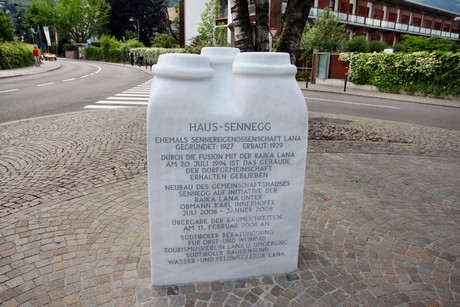 HAUS-SENNEGG
EHEMALS SENNEREIGENOSSENSCHAFT LANA
GEGRÜNDET: 1927 ERBAUT: 1929
DURCH DIE FUSION MIT DER RAIKA LANA
AM 20. JULI 1994 IST DAS GEBÄUDE
DER DORFGEMEINSCHAFT
ERHALTEN GEBLIEBEN
NEUBAU DES GEMEINSCHAFTSHAUSES
SENNEGG AUF INITIATIVE DER
RAIKA LANA UNTER
OBMANN KARL INNERHOFER
JULI 2006 - JÄNNER 2008
ÜBERGABE DER RÄUMLICHKEITEN
AM 11. FEBRUAR 2008 AN
SÜDTIROLER BERATUNGSRING
FÜR OBST- UND WEINBAU
TOURISMUSVEREIN LANA U. UMGEBUNG
SÜDTIROLER BAUERNBUND
WASSER- UND FELDWEGLERGE LANA